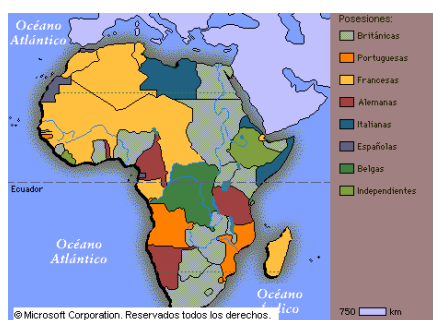 Océano
Atlántico
Posesiones:
Británicas
Portuguesas
Francesas
Alemanas
Italianas
Españolas
Belgas
Independientes
Ecuador
Océano
Atlántico
Océano
750 km
© Microsoft Corporation. Reservados todos los derechos.